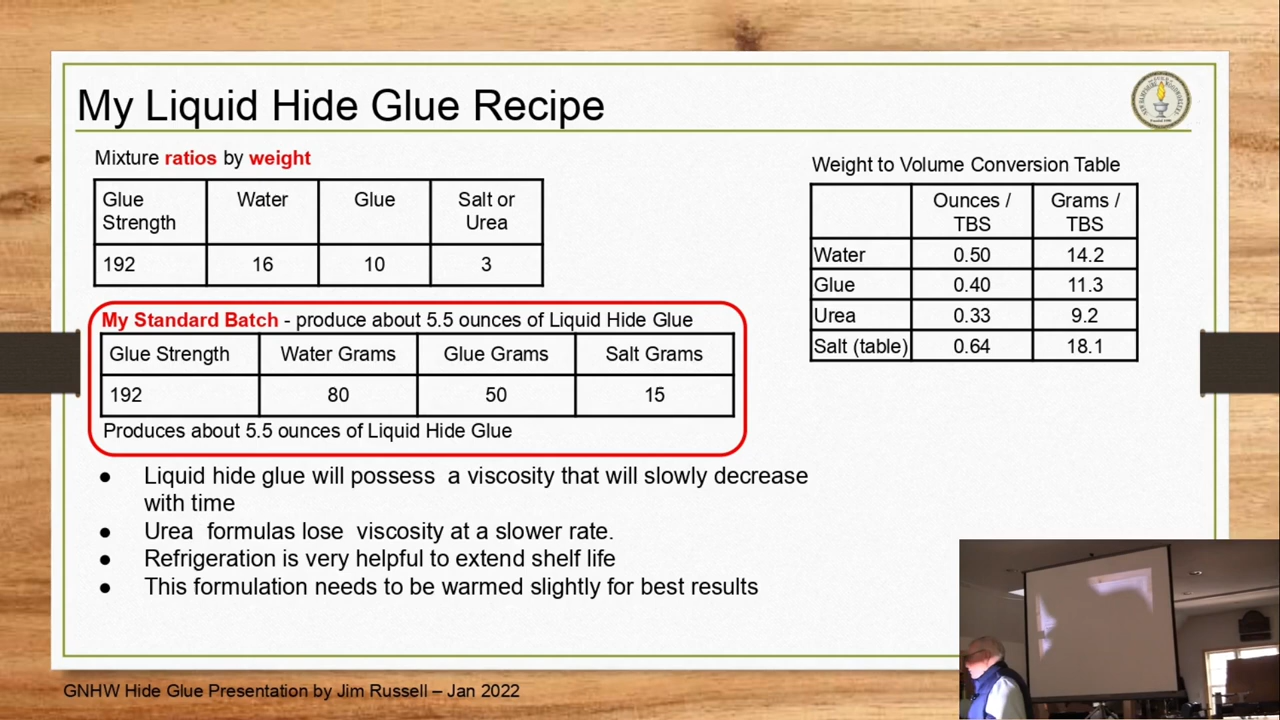 My Liquid Hide Glue Recipe
Mixture ratios by weight
Glue Strength Water Glue Salt or Urea
192 16 10 3
My Standard Batch - produce about 5.5 ounces of Liquid Hide Glue
Glue Strength Water Grams Glue Grams Salt Grams
192 80 50 15
Produces about 5.5 ounces of Liquid Hide Glue
Weight to Volume Conversion Table
Ounces / TBS Grams / TBS
Water 0.50 14.2
Glue 0.40 11.3
Urea 0.33 9.2
Salt (table) 0.64 18.1
● Liquid hide glue will possess a viscosity that will slowly decrease
with time
● Urea formulas lose viscosity at a slower rate.
● Refrigeration is very helpful to extend shelf life
● This formulation needs to be warmed slightly for best results
GNHW Hide Glue Presentation by Jim Russell – Jan 2022